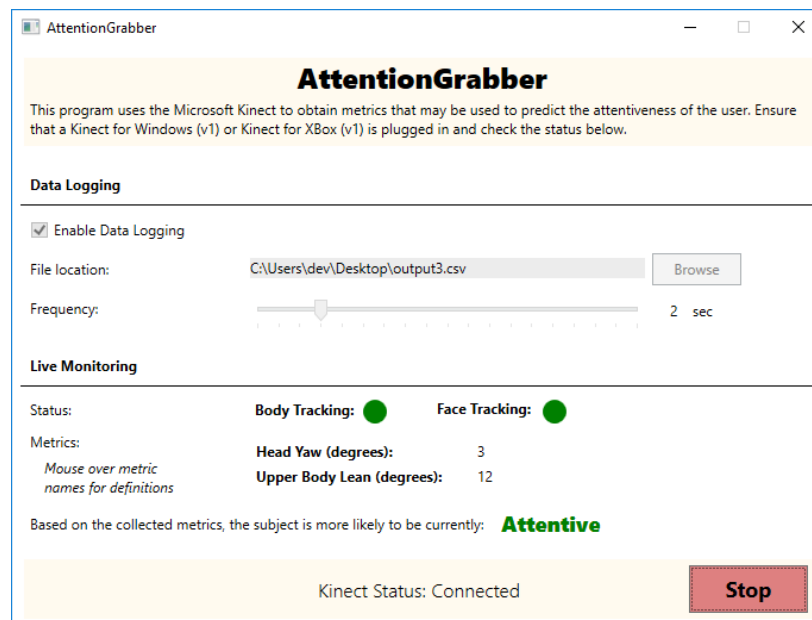 AttentionGrabber
AttentionGrabber
This program uses the Microsoft Kinect to obtain metrics that may be used to predict the attentiveness of the user. Ensure
that a Kinect for Windows (v1) or Kinect for XBox (v1) is plugged in and check the status below.
Data Logging
Enable Data Logging
File location: C:\Users\dev\Desktop\output3.csv Browse
Frequency: 2 sec
Live Monitoring
Status: Body Tracking: Face Tracking:
Metrics: Head Yaw (degrees): 3
Mouse over metric
names for definitions
Upper Body Lean (degrees): 12
Based on the collected metrics, the subject is more likely to be currently: Attentive
Kinect Status: Connected Stop